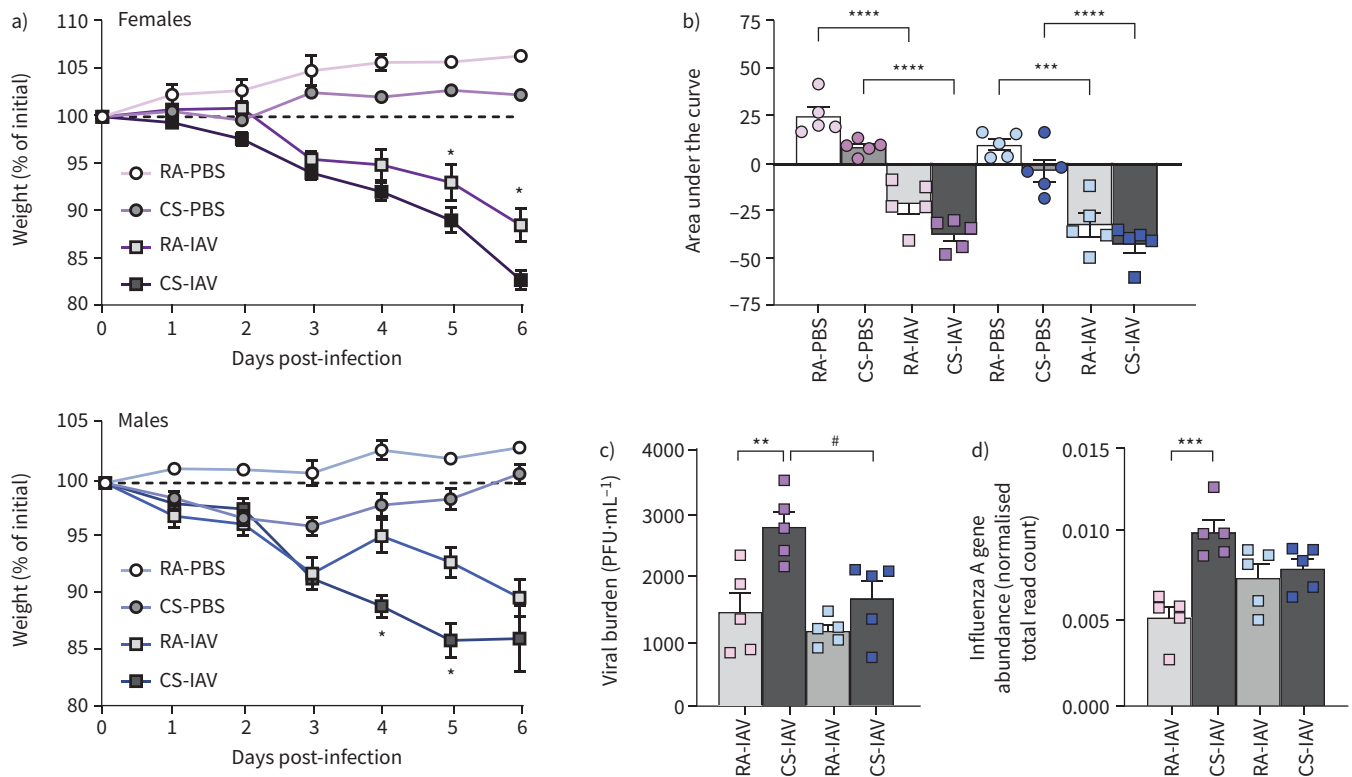 a)
Females
Weight (% of initial)
110
105
100
95
90
85
80
RA-PBS
CS-PBS
RA-IAV
CS-IAV
*
*
0 1 2 3 4 5 6
Days post-infection
Males
Weight (% of initial)
105
100
95
90
85
80
RA-PBS
CS-PBS
RA-IAV
CS-IAV
*
*
0 1 2 3 4 5 6
Days post-infection
b)
Area under the curve
75
50
25
0
−25
−50
−75
****
****
****
***
RA-PBS
CS-PBS
RA-IAV
CS-IAV
RA-PBS
CS-PBS
RA-IAV
CS-IAV
c)
Viral burden (PFU·mL−1)
4000
3000
2000
1000
0
**
#
RA-IAV
CS-IAV
RA-IAV
CS-IAV
d)
Influenza A gene
abundance (normalised
total read count)
0.015
0.010
0.005
0.000
***
RA-IAV
CS-IAV
RA-IAV
CS-IAV